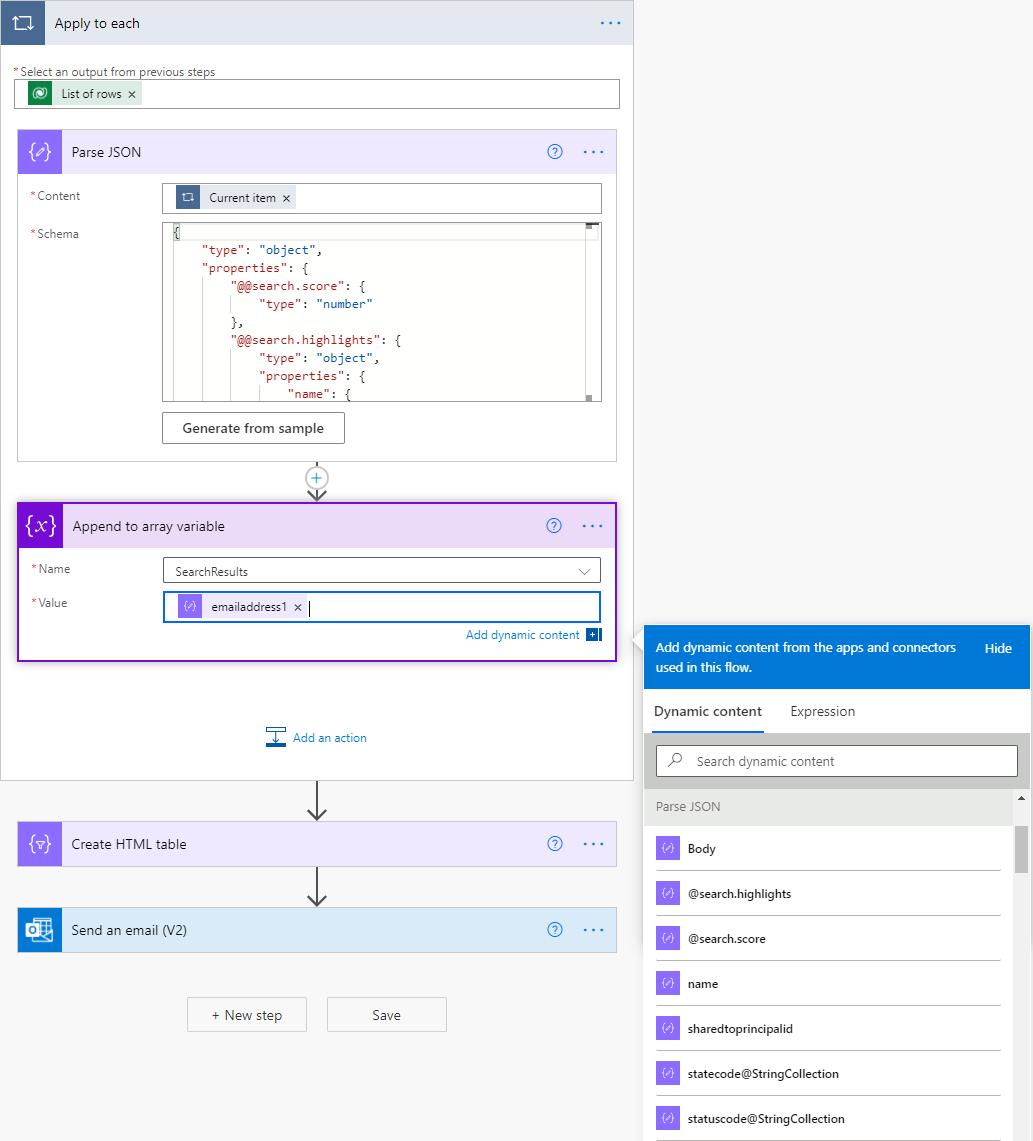 Apply to each
* Select an output from previous steps
List of rows ×
Parse JSON
* Content
Current item ×
* Schema
{
"type": "object",
"properties": {
"@@search.score": {
"type": "number"
},
"@@search.highlights": {
"type": "object",
"properties": {
"name": {
Generate from sample
{x} Append to array variable
* Name
SearchResults
* Value
emailaddress1 ×
Add dynamic content
Create HTML table
Send an email (V2)
+ New step
Save
Add an action
Add dynamic content from the apps and connectors
used in this flow.
Hide
Dynamic content
Expression
Search dynamic content
Parse JSON
Body
@search.highlights
@search.score
name
sharedtoprincipalid
statecode@StringCollection
statuscode@StringCollection